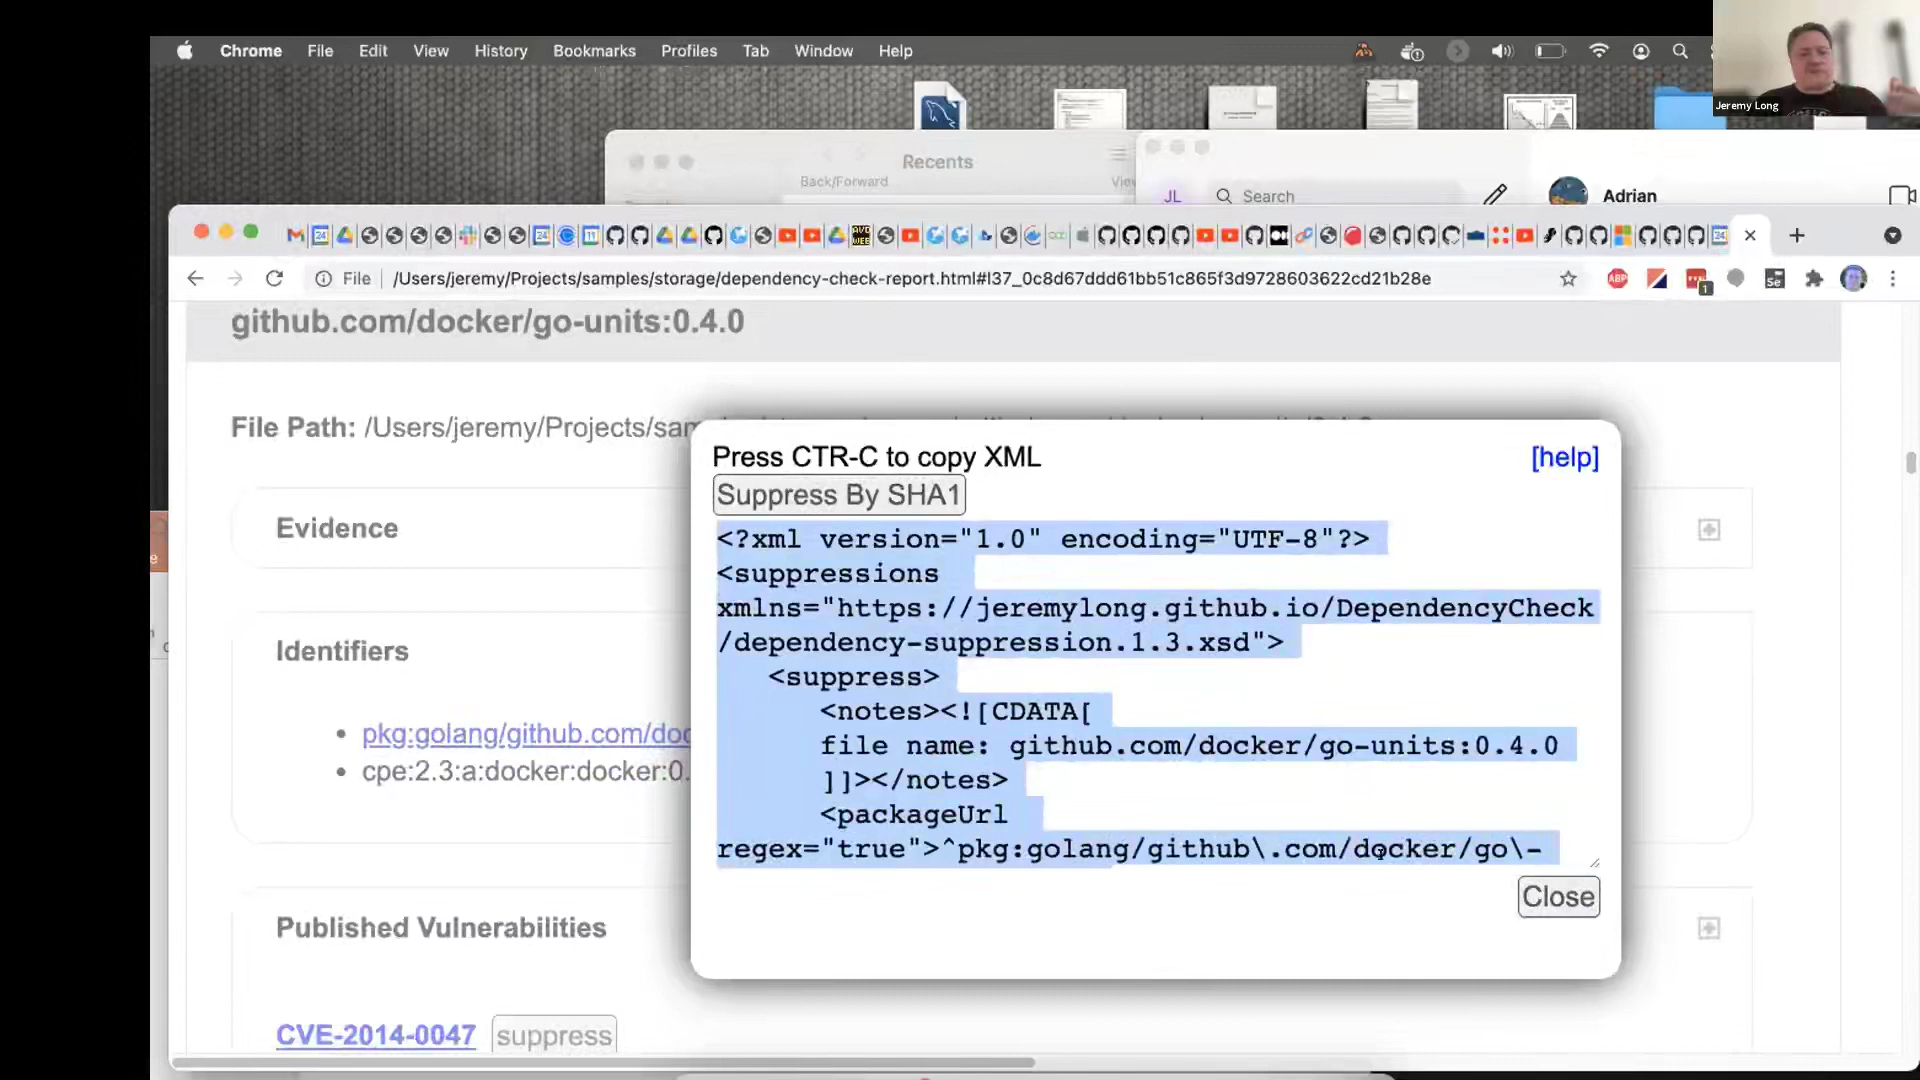 Chrome File Edit View History Bookmarks Profiles Tab Window Help
Jeremy Long
Recents
Back/Forward
JL Search
Adrian
File /Users/jeremy/Projects/samples/storage/dependency-check-report.html#l37_0c8d67ddd61bb51c865f3d9728603622cd21b28e
github.com/docker/go-units:0.4.0
File Path: /Users/jeremy/Projects/
Press CTR-C to copy XML
[help]
Suppress By SHA1
<?xml version="1.0" encoding="UTF-8"?>
<suppressions
xmlns="https://jeremylong.github.io/DependencyCheck
/dependency-suppression.1.3.xsd">
<suppress>
<notes><![CDATA[
file name: github.com/docker/go-units:0.4.0
]]></notes>
<packageUrl
regex="true">^pkg:golang/github\.com/docker/go\-
Close
Evidence
Identifiers
pkg:golang/github.com/doc
cpe:2.3:a:docker:docker:0.
Published Vulnerabilities
CVE-2014-0047 suppress